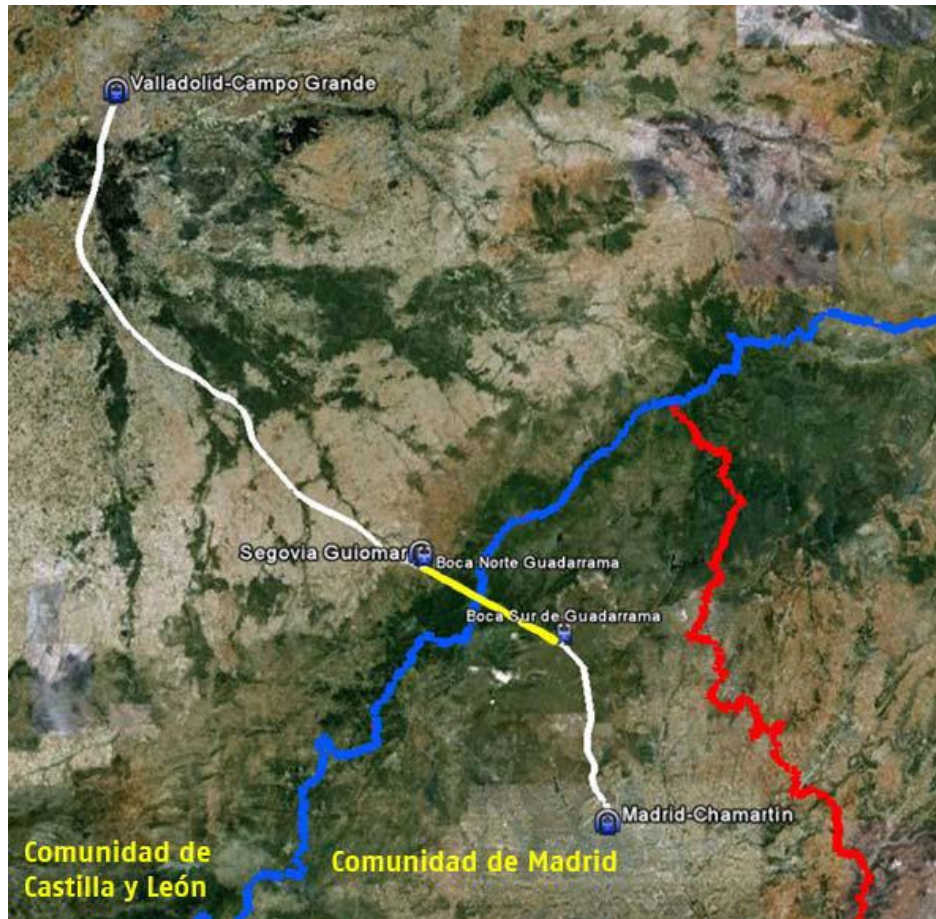 Valladolid-Campo Grande
Segovia Guiomar
Boca Norte Guadarrama
Boca Sur de Guadarrama
Madrid-Chamartín
Comunidad de
Castilla y León
Comunidad de Madrid